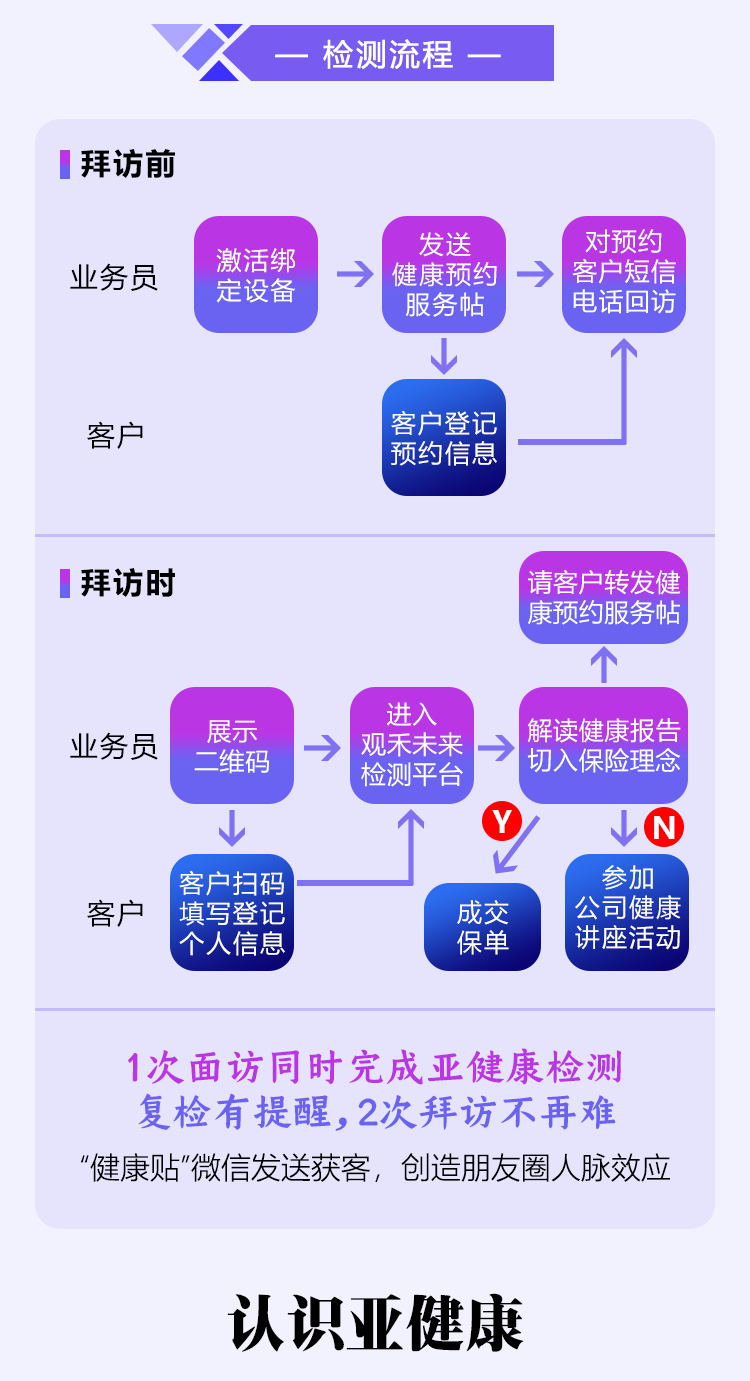 — 检测流程 —
拜访前
业务员
激活绑
定设备
发送
健康预约
服务帖
对预约
客户短信
电话回访
客户
客户登记
预约信息
拜访时
请客户转发健
康预约服务帖
业务员
展示
二维码
进入
观禾未来
检测平台
解读健康报告
切入保险理念
Y
N
客户
客户扫码
填写登记
个人信息
成交
保单
参加
公司健康
讲座活动
1次面访同时完成亚健康检测
复检有提醒,2次拜访不再难
“健康贴”微信发送获客，创造朋友圈人脉效应
认识亚健康